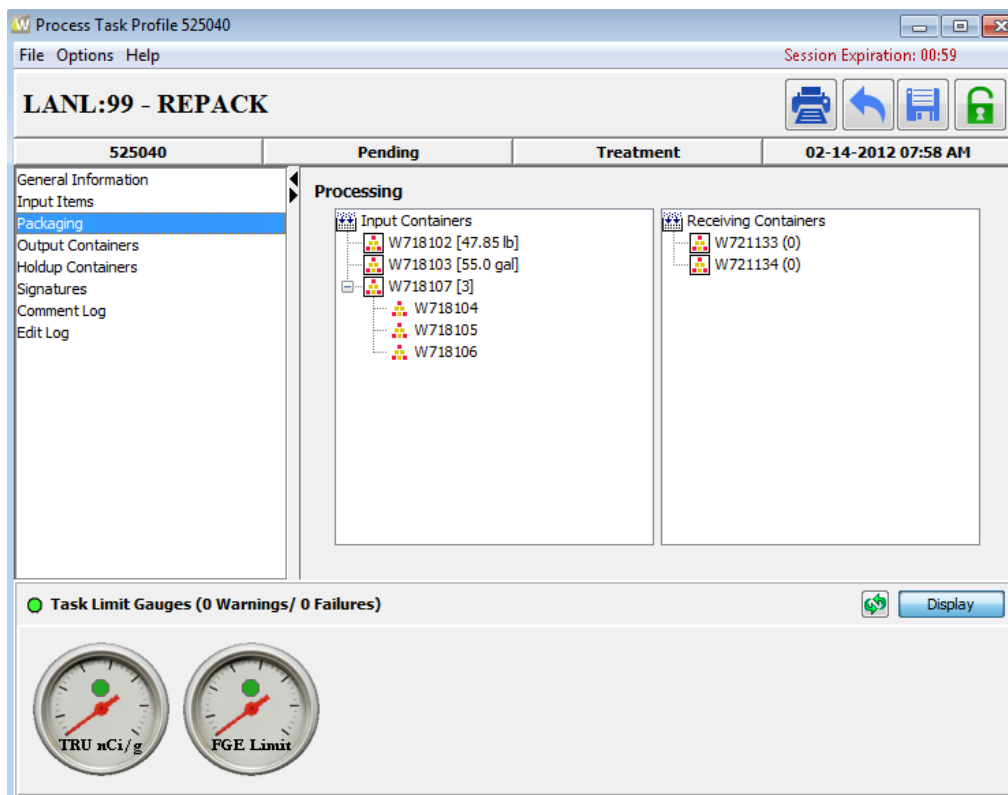 Process Task Profile 525040
File Options Help
Session Expiration: 00:59
LANL:99 - REPACK
525040
Pending
Treatment
02-14-2012 07:58 AM
General Information
Input Items
Packaging
Output Containers
Holdup Containers
Signatures
Comment Log
Edit Log
Processing
Input Containers
W718102 [47.85 lb]
W718103 [55.0 gal]
W718107 [3]
W718104
W718105
W718106
Receiving Containers
W721133 (0)
W721134 (0)
Task Limit Gauges (0 Warnings/ 0 Failures)
Display
TRU nCi/g
FGE Limit